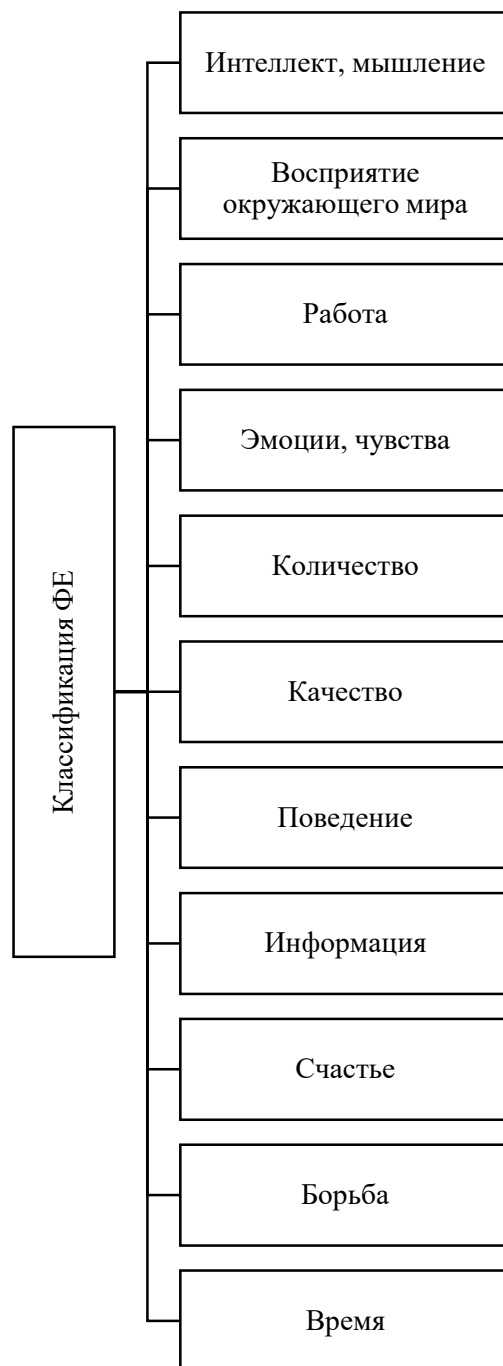 Классификация ФЕ
Интеллект, мышление
Восприятие
окружающего мира
Работа
Эмоции, чувства
Количество
Качество
Поведение
Информация
Счастье
Борьба
Время